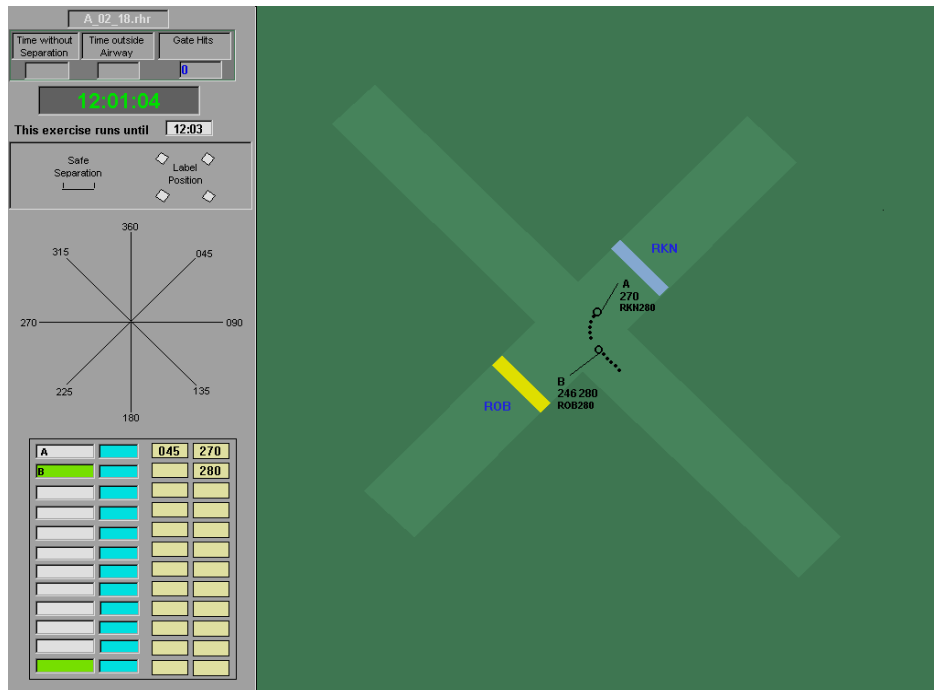 A_02_18.rhr
Time without Separation
Time outside Airway
Gate Hits
0
12:01:04
This exercise runs until 12:03
Safe Separation
Label Position
360
315
045
270
090
225
135
180
A 045 270
B 280
RKN
A
270
RKN280
B
246 280
ROB280
ROB